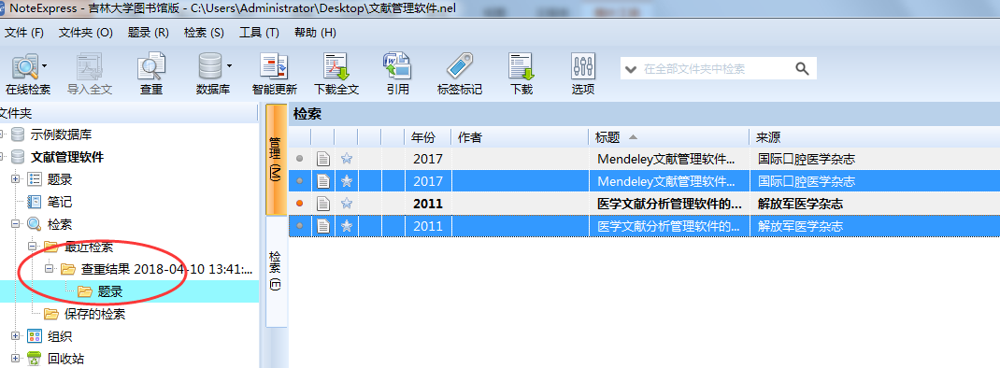 NoteExpress - 吉林大学图书馆版 - C:\Users\Administrator\Desktop\文献管理软件.nel
文件 (F) 文件夹 (O) 题录 (R) 检索 (S) 工具 (T) 帮助 (H)
在线检索 导入全文 查重 数据库 智能更新 下载全文 引用 标签标记 下载 选项 在全部文件夹中检索
文件夹
示例数据库
文献管理软件
题录
笔记
检索
最近检索
查重结果 2018-04-10 13:41:...
题录
保存的检索
组织
回收站
管理 (M)
检索 (E)
检索
年份 作者 标题 来源
2017 Mendeley文献管理软件... 国际口腔医学杂志
2017 Mendeley文献管理软件... 国际口腔医学杂志
2011 医学文献分析管理软件的... 解放军医学杂志
2011 医学文献分析管理软件的... 解放军医学杂志